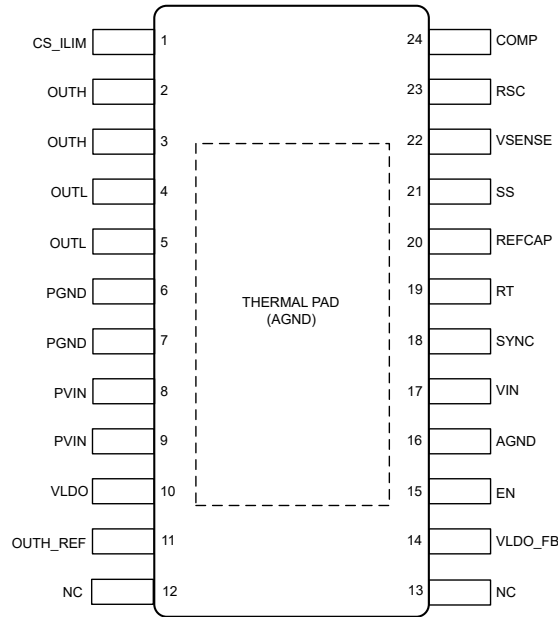 CS_ILIM 1 24 COMP
OUTH 2 23 RSC
OUTH 3 22 VSENSE
OUTL 4 21 SS
OUTL 5 20 REFCAP
PGND 6 19 RT
THERMAL PAD
(AGND)
PGND 7 18 SYNC
PVIN 8 17 VIN
PVIN 9 16 AGND
VLDO 10 15 EN
OUTH_REF 11 14 VLDO_FB
NC 12 13 NC